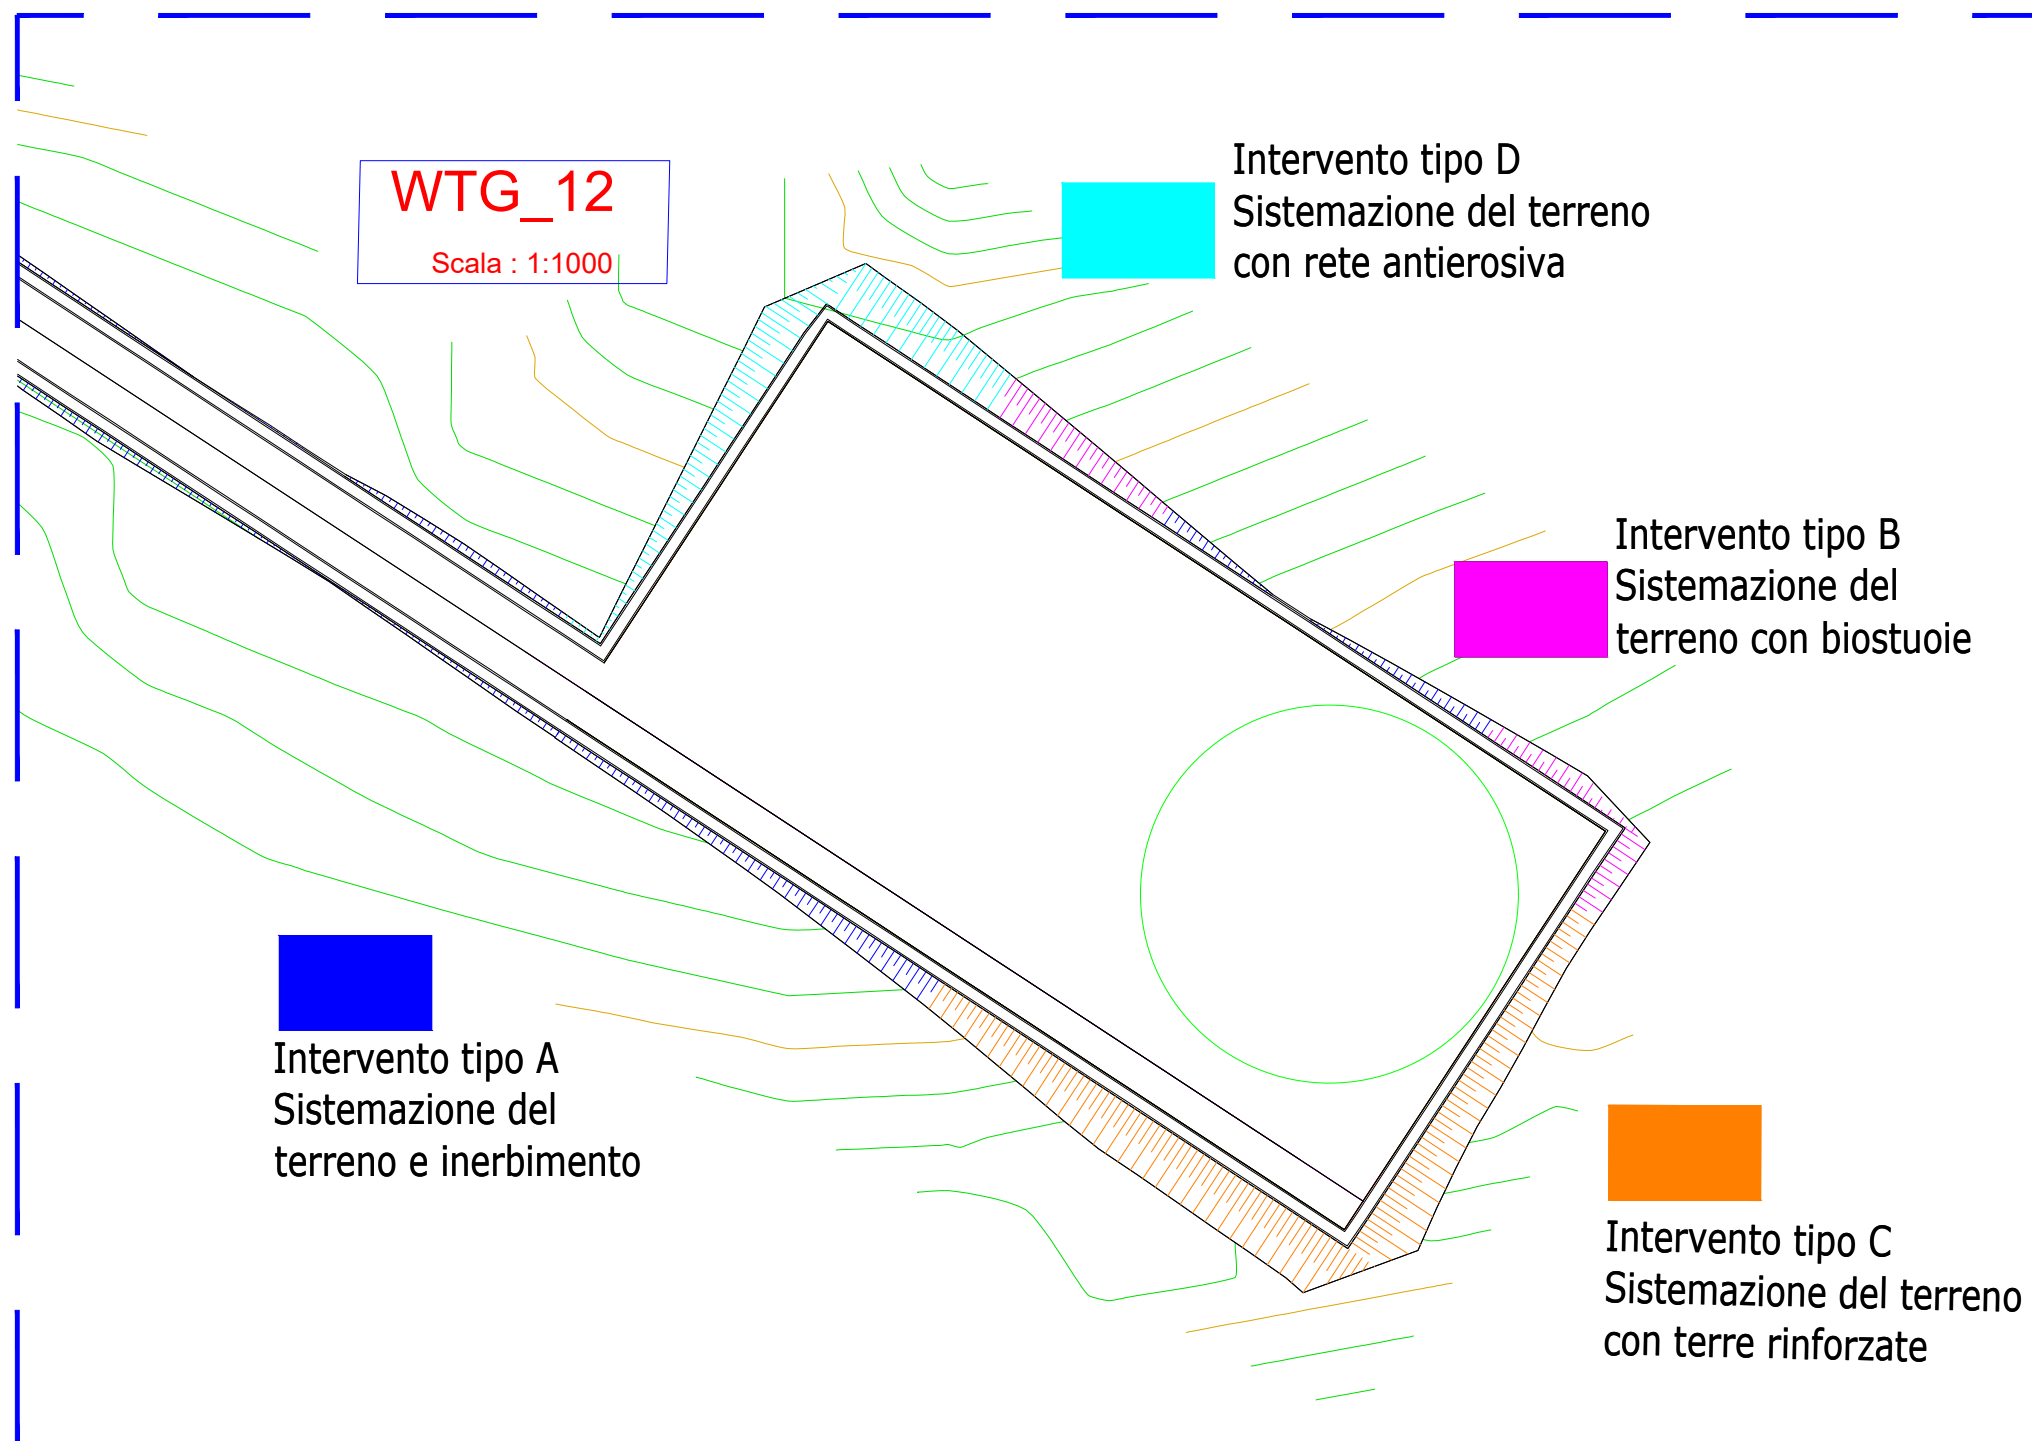 WTG_12
Scala : 1:1000
Intervento tipo D
Sistemazione del terreno
con rete antierosiva
Intervento tipo B
Sistemazione del
terreno con biostuoie
Intervento tipo A
Sistemazione del
terreno e inerbimento
Intervento tipo C
Sistemazione del terreno
con terre rinforzate